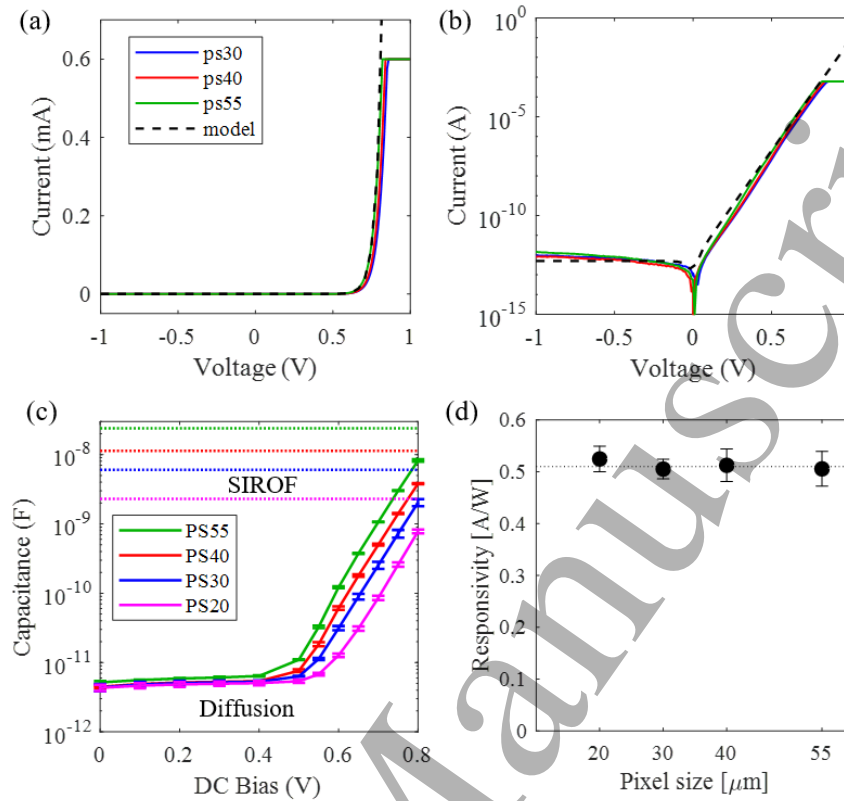 (a)
0.6
0.4
0.2
0
Current (mA)
ps30
ps40
ps55
model
-1
-0.5
0
0.5
1
Voltage (V)
(b)
10^0
10^-5
10^-10
10^-15
Current (A)
-1
-0.5
0
0.5
Voltage (V)
(c)
10^-8
10^-9
10^-10
10^-11
10^-12
Capacitance (F)
SIROF
PS55
PS40
PS30
PS20
Diffusion
0
0.2
0.4
0.6
0.8
DC Bias (V)
(d)
0.6
0.5
0.4
0.3
0.2
0.1
0
Responsivity [A/W]
20
30
40
55
Pixel size [μm]
Manuscri